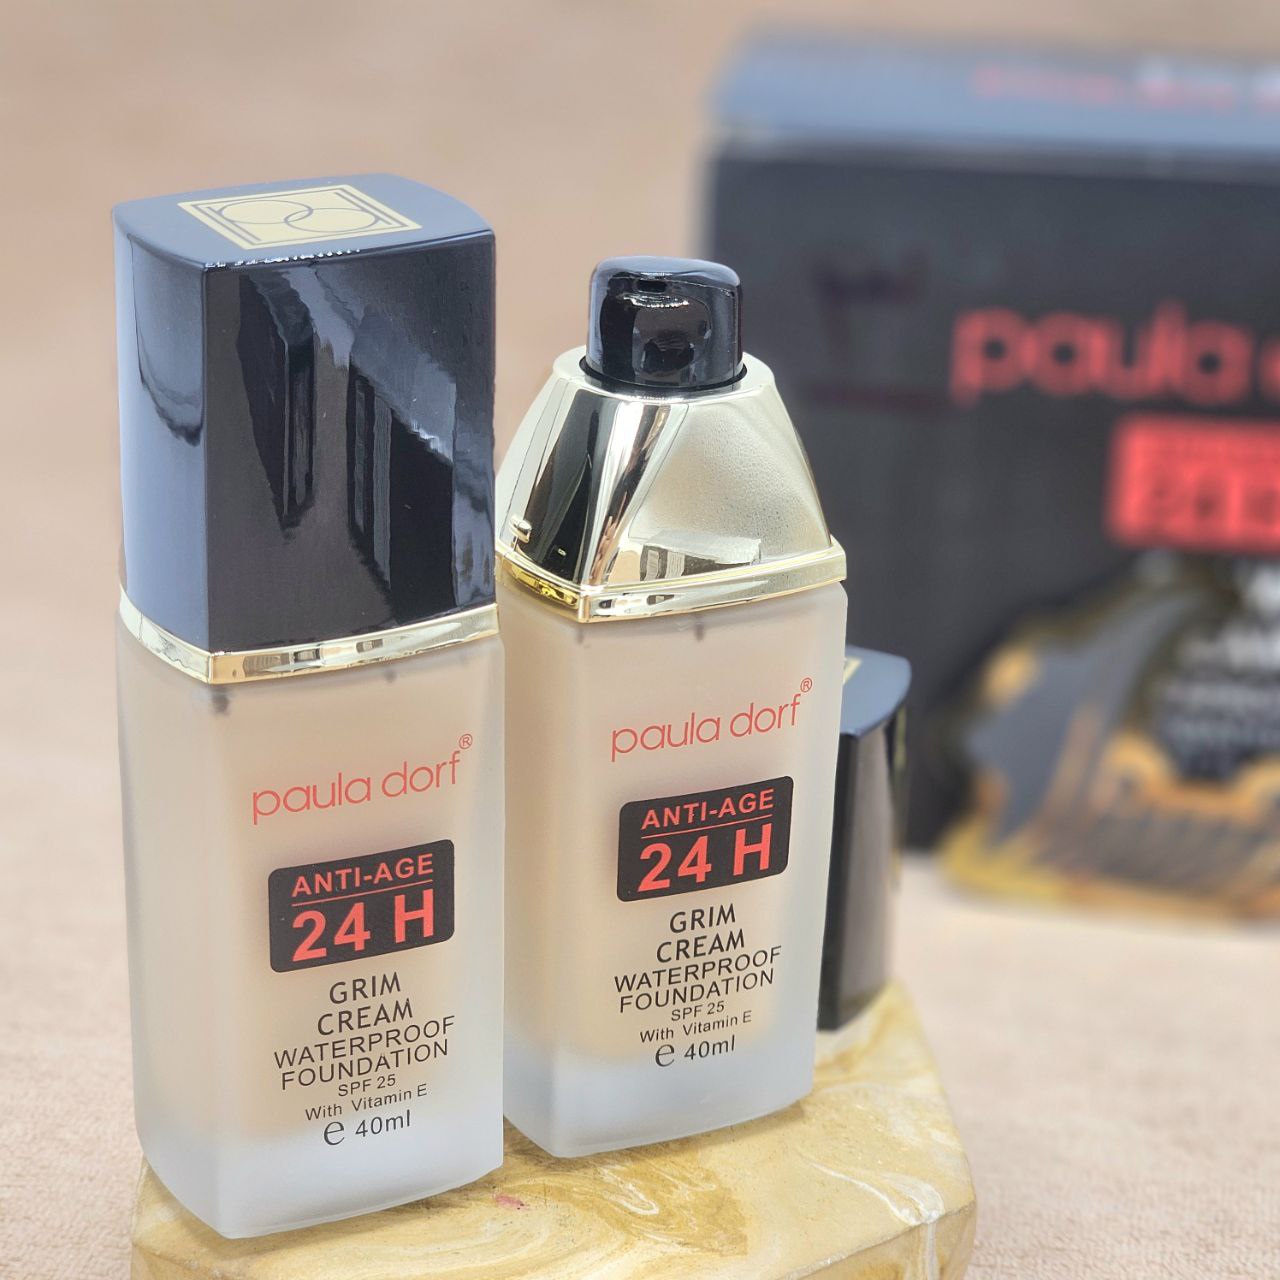 paula dorf®
ANTI-AGE
24 H
GRIM
CREAM
WATERPROOF
FOUNDATION
SPF 25
With Vitamin E
e 40ml
paula dorf®
ANTI-AGE
24 H
GRIM
CREAM
WATERPROOF
FOUNDATION
SPF 25
With Vitamin E
e 40ml
paula